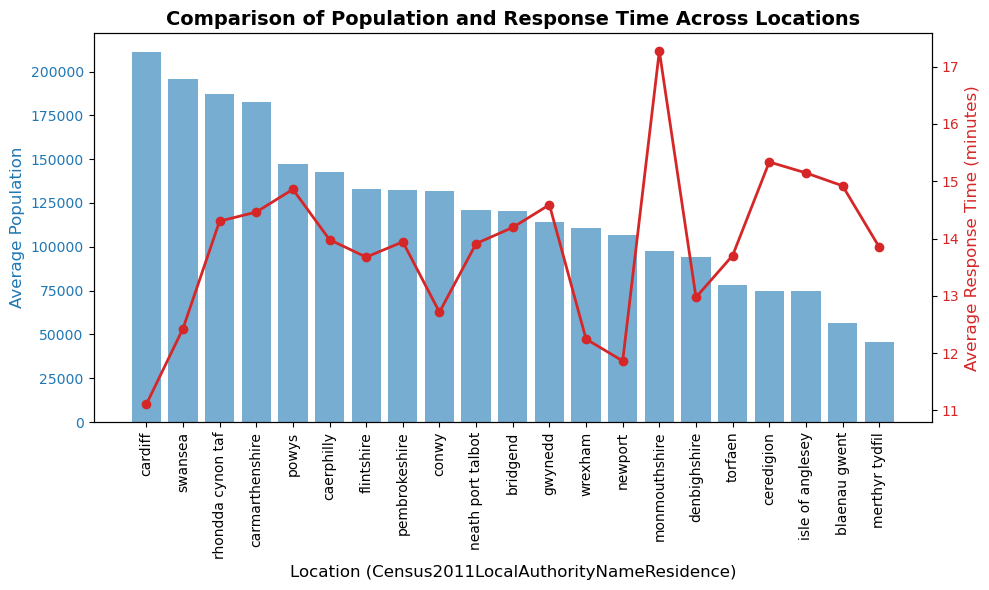 Comparison of Population and Response Time Across Locations
Average Population
200000
175000
150000
125000
100000
75000
50000
25000
0
17
16
15
14
13
12
11
Average Response Time (minutes)
cardiff
swansea
rhondda cynon taf
carmarthenshire
powys
caerphilly
flintshire
pembrokeshire
conwy
neath port talbot
bridgend
gwynedd
wrexham
newport
monmouthshire
denbighshire
torfaen
ceredigion
isle of anglesey
blaenau gwent
merthyr tydfil
Location (Census2011LocalAuthorityNameResidence)